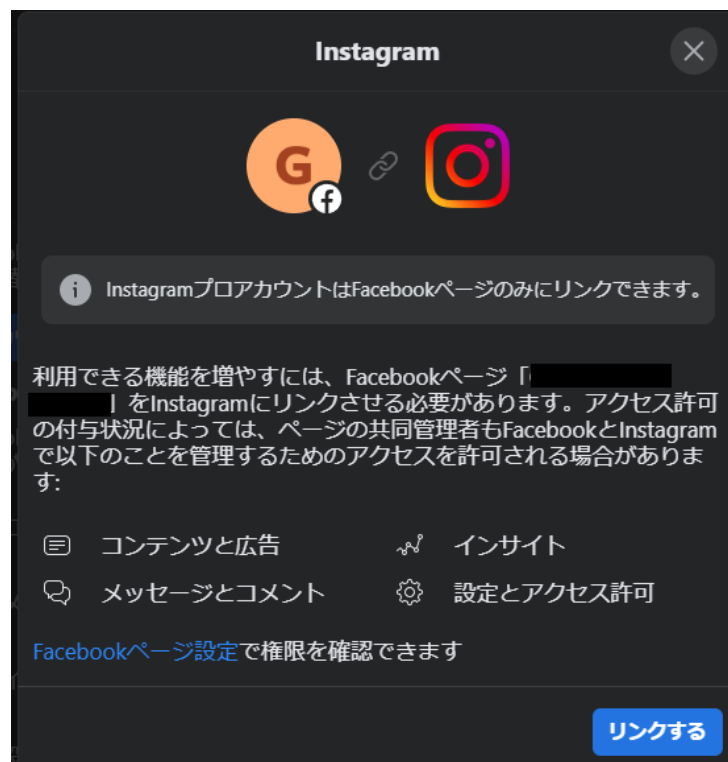 Instagram
G
InstagramプロアカウントはFacebookページのみにリンクできます。
利用できる機能を増やすには、Facebookページ「
」をInstagramにリンクさせる必要があります。アクセス許可
の付与状況によっては、ページの共同管理者もFacebookとInstagram
で以下のことを管理するためのアクセスを許可される場合がありま
す:
コンテンツと広告
インサイト
メッセージとコメント
設定とアクセス許可
Facebookページ設定で権限を確認できます
リンクする